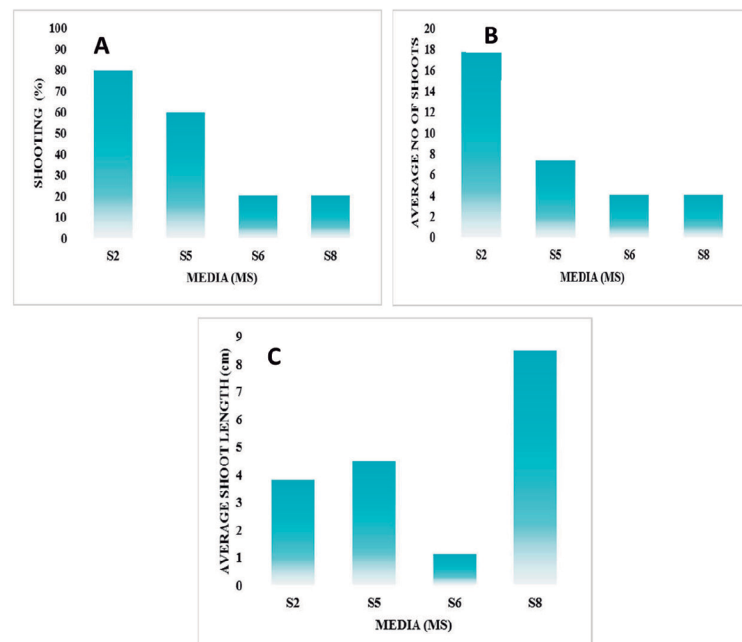 A
SHOOTING (%)
100
90
80
70
60
50
40
30
20
10
0
S2 S5 S6 S8
MEDIA (MS)
B
AVERAGE NO OF SHOOTS
20
18
16
14
12
10
8
6
4
2
0
S2 S5 S6 S8
MEDIA (MS)
C
AVERAGE SHOOT LENGTH (cm)
9
8
7
6
5
4
3
2
1
0
S2 S5 S6 S8
MEDIA (MS)